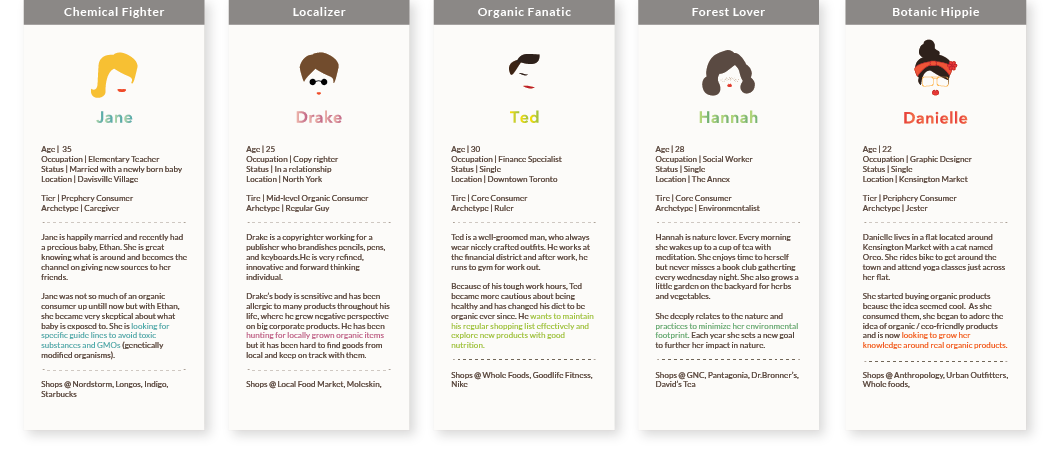 Chemical Fighter
Jane
Age | 35
Occupation | Elementary Teacher
Status | Married with a newly born baby
Location | Davisville Village
Tier | Prephery Consumer
Archetype | Caregiver
Jane is happily married and recently had
a precious baby, Ethan. She is great
knowing what is around and becomes the
channel on giving new sources to her
friends.
Jane was not so much of an organic
consumer up untill now but with Ethan,
she became very skeptical about what
baby is exposed to. She is looking for
specific guide lines to avoid toxic
substances and GMOs (genetically
modified organisms).
Shops @ Nordstorm, Longos, Indigo,
Starbucks
Localizer
Drake
Age | 25
Occupation | Copy righter
Status | In a relationship
Location | North York
Tire | Mid-level Organic Consumer
Arhetype | Regular Guy
Drake is a copyrighter working for a
publisher who brandishes pencils, pens,
and keyboards.He is very refined,
innovative and forward thinking
individual.
Drake's body is sensitive and has been
allergic to many products throughout his
life, where he grew negative perspective
on big corporate products. He has been
hunting for locally grown organic items
but it has been hard to find goods from
local and keep on track with them.
Shops @ Local Food Market, Moleskin,
Organic Fanatic
Ted
Age | 30
Occupation | Finance Specialist
Status | Single
Location | Downtown Toronto
Tire | Core Consumer
Archetype | Ruler
Ted is a well-groomed man, who always
wear nicely crafted outfits. He works at
the financial district and after work, he
runs to gym for work out.
Because of his tough work hours, Ted
became more cautious about being
healthy and has changed his diet to be
organic ever since. He wants to maintain
his regular shopping list effectively and
explore new products with good
nutrition.
Shops @ Whole Foods, Goodlife Fitness,
Nike
Forest Lover
Hannah
Age | 28
Occupation | Social Worker
Status | Single
Location | The Annex
Tire | Core Consumer
Archetype | Environmentalist
Hannah is nature lover. Every morning
she wakes up to a cup of tea with
meditation. She enjoys time to herself
but never misses a book club gathering
every wednesday night. She also grows a
little garden on the backyard for herbs
and vegetables.
She deeply relates to the nature and
practices to minimize her environmental
footprint. Each year she sets a new goal
to further her impact in nature.
Shops @ GNC, Pantagonia, Dr.Bronner's,
David's Tea
Botanic Hippie
Danielle
Age | 22
Occupation | Graphic Designer
Status | Single
Location | Kensington Market
Tier | Periphery Consumer
Archetype | Jester
Danielle lives in a flat located around
Kensington Market with a cat named
Oreo. She rides bike to get around the
town and attend yoga classes just across
her flat.
She started buying organic products
beacuse the idea seemed cool. As she
consumed them, she began to adore the
idea of organic / eco-friendly products
and is now looking to grow her
knowledge around real organic products.
Shops @ Anthropology, Urban Outfitters,
Whole foods,